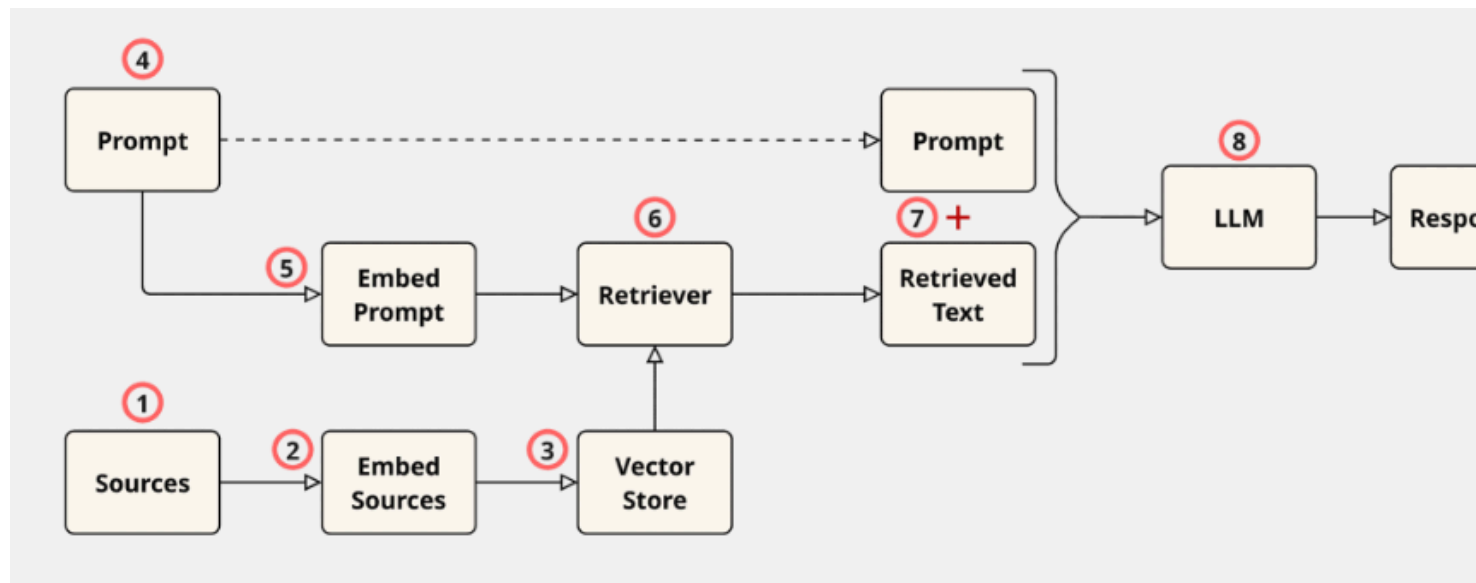 4
Prompt
Prompt
8
6
7 +
LLM
Respo
5
Embed
Prompt
Retriever
Retrieved
Text
1
2
3
Sources
Embed
Sources
Vector
Store